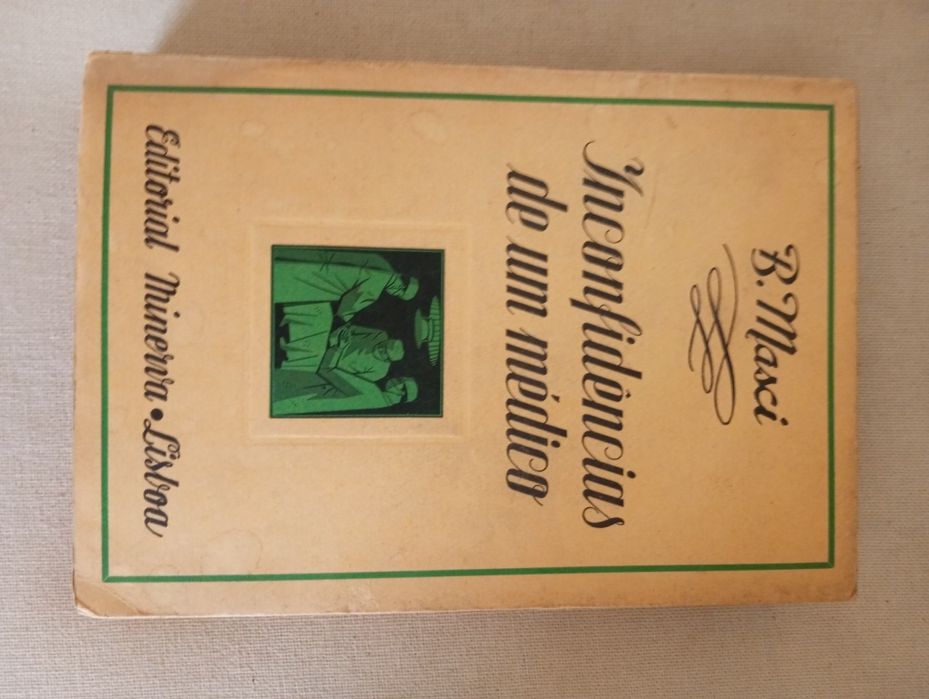 B. Masci
Inconfidências
de um médico
Editorial Minerva • Lisboa